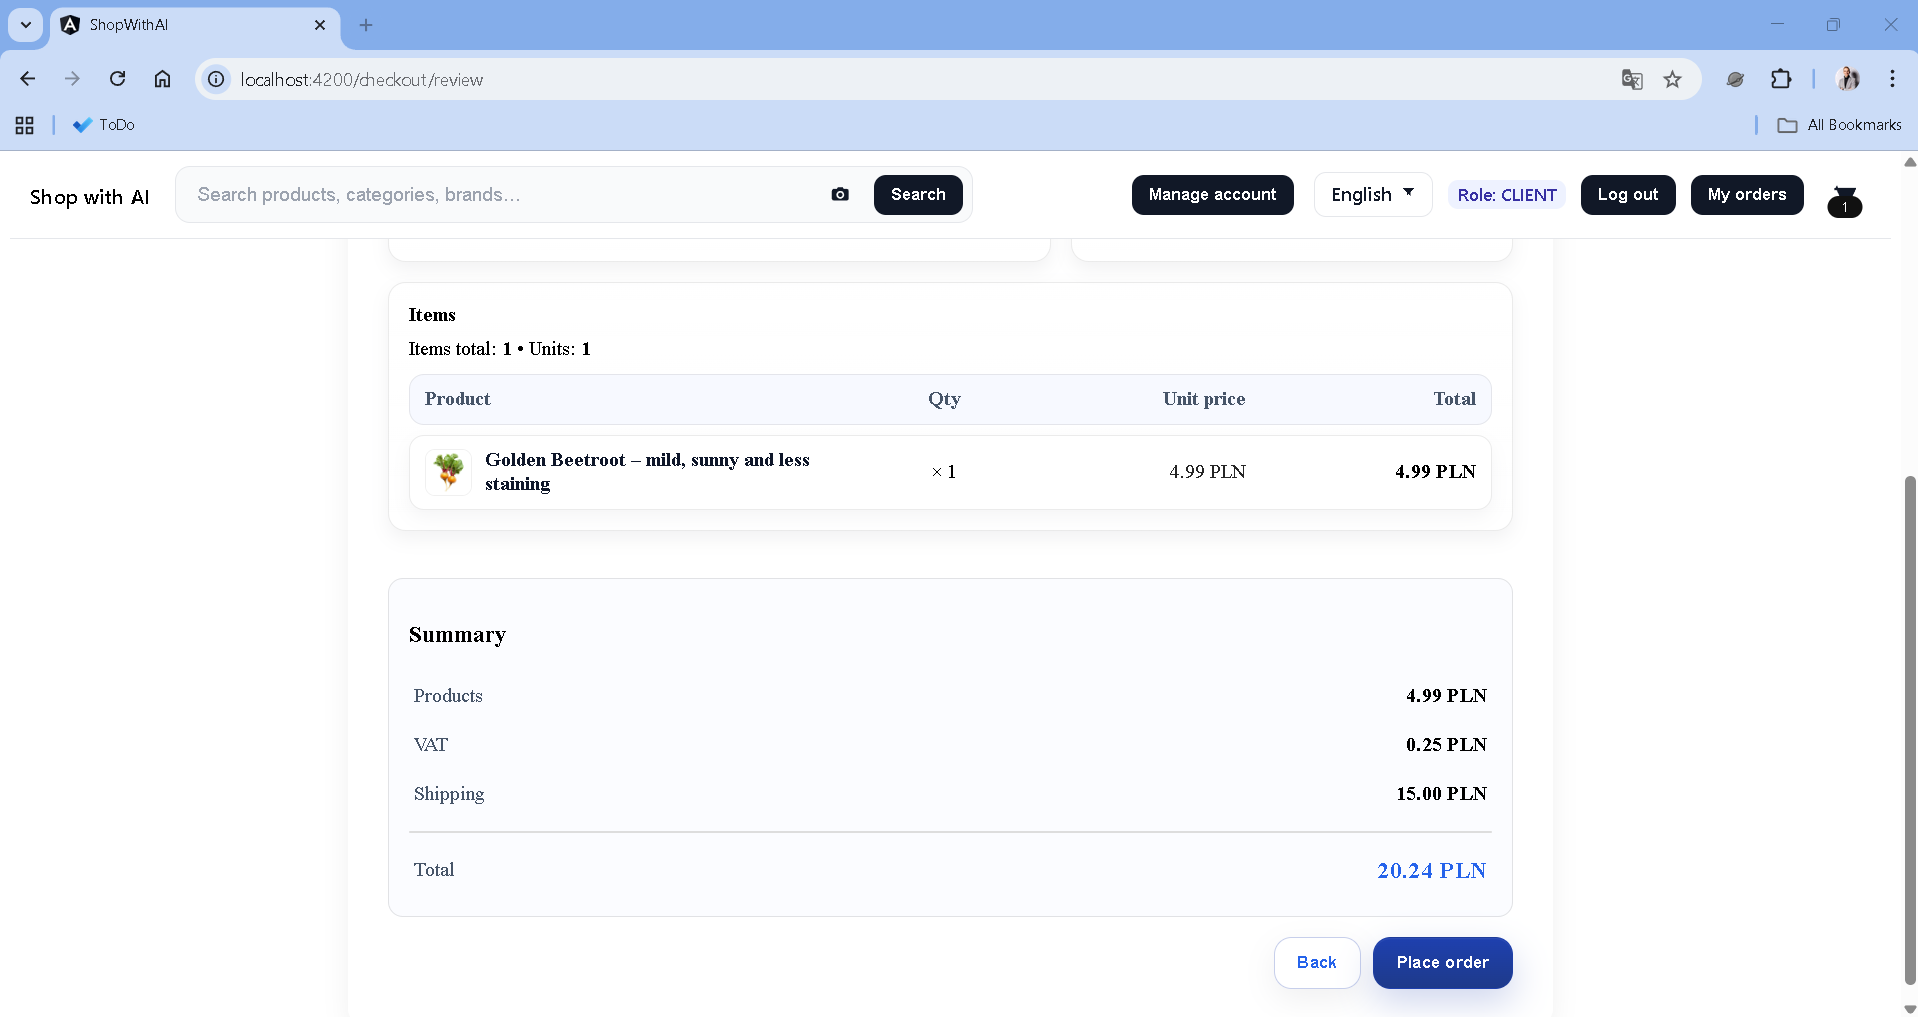 ShopWithAI
localhost:4200/checkout/review
ToDo
All Bookmarks
Shop with AI
Search products, categories, brands...
Search
Manage account
English
Role: CLIENT
Log out
My orders
1
Items
Items total: 1 • Units: 1
Product Qty Unit price Total
Golden Beetroot – mild, sunny and less
staining
× 1 4.99 PLN 4.99 PLN
Summary
Products 4.99 PLN
VAT 0.25 PLN
Shipping 15.00 PLN
Total 20.24 PLN
Back
Place order